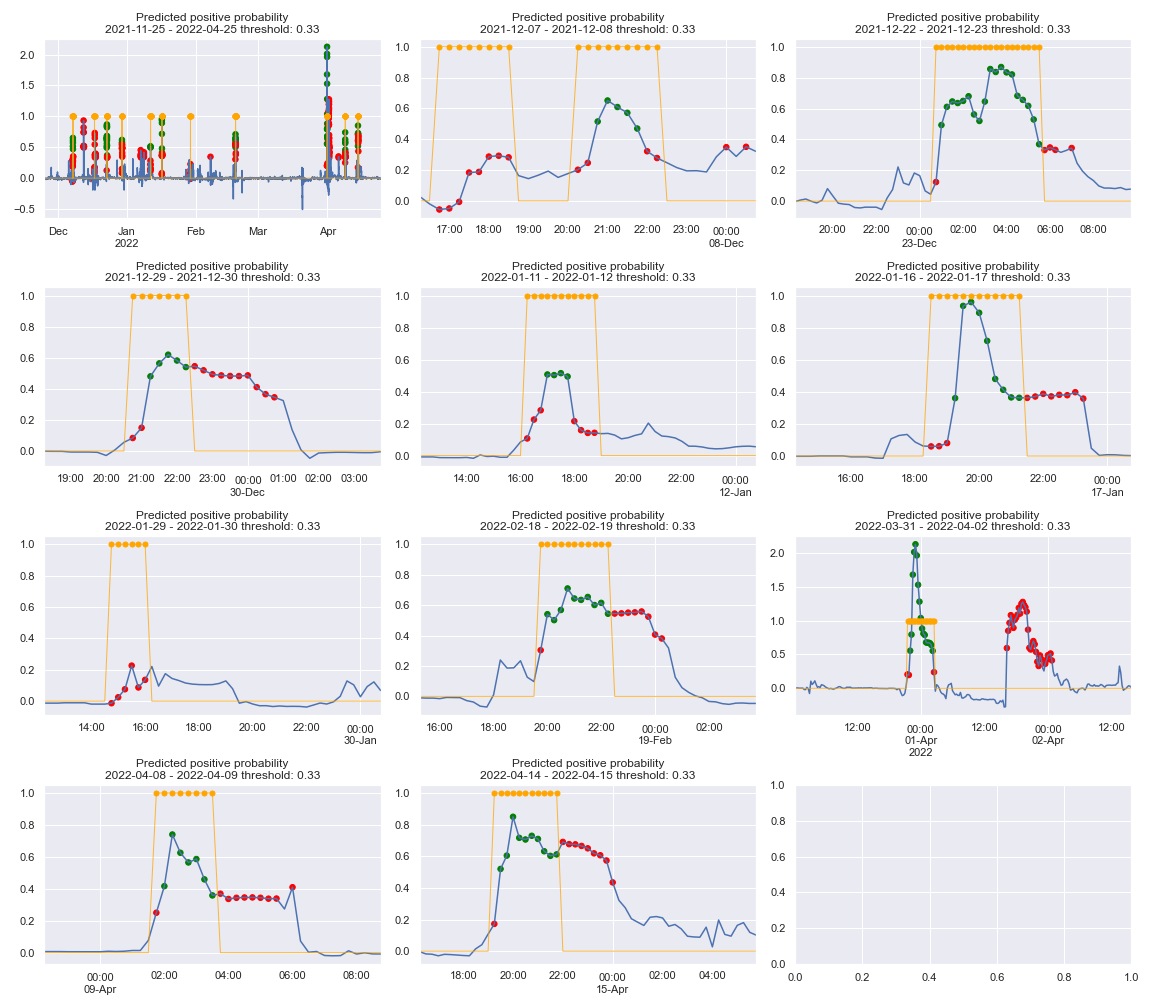 Predicted positive probability
2021-11-25 - 2022-04-25 threshold: 0.33
2.0
1.5
1.0
0.5
0.0
−0.5
Dec Jan Feb Mar Apr
2022
Predicted positive probability
2021-12-07 - 2021-12-08 threshold: 0.33
1.0
0.8
0.6
0.4
0.2
0.0
17:00 18:00 19:00 20:00 21:00 22:00 23:00 00:00
08-Dec
Predicted positive probability
2021-12-22 - 2021-12-23 threshold: 0.33
1.0
0.8
0.6
0.4
0.2
0.0
20:00 22:00 00:00 02:00 04:00 06:00 08:00
23-Dec
Predicted positive probability
2021-12-29 - 2021-12-30 threshold: 0.33
1.0
0.8
0.6
0.4
0.2
0.0
19:00 20:00 21:00 22:00 23:00 00:00 01:00 02:00 03:00
30-Dec
Predicted positive probability
2022-01-11 - 2022-01-12 threshold: 0.33
1.0
0.8
0.6
0.4
0.2
0.0
14:00 16:00 18:00 20:00 22:00 00:00
12-Jan
Predicted positive probability
2022-01-16 - 2022-01-17 threshold: 0.33
1.0
0.8
0.6
0.4
0.2
0.0
16:00 18:00 20:00 22:00 00:00
17-Jan
Predicted positive probability
2022-01-29 - 2022-01-30 threshold: 0.33
1.0
0.8
0.6
0.4
0.2
0.0
14:00 16:00 18:00 20:00 22:00 00:00
30-Jan
Predicted positive probability
2022-02-18 - 2022-02-19 threshold: 0.33
1.0
0.8
0.6
0.4
0.2
0.0
16:00 18:00 20:00 22:00 00:00 02:00
19-Feb
Predicted positive probability
2022-03-31 - 2022-04-02 threshold: 0.33
2.0
1.5
1.0
0.5
0.0
12:00 00:00 12:00 00:00 12:00
01-Apr 02-Apr
2022
Predicted positive probability
2022-04-08 - 2022-04-09 threshold: 0.33
1.0
0.8
0.6
0.4
0.2
0.0
00:00 02:00 04:00 06:00 08:00
09-Apr
Predicted positive probability
2022-04-14 - 2022-04-15 threshold: 0.33
1.0
0.8
0.6
0.4
0.2
0.0
18:00 20:00 22:00 00:00 02:00 04:00
15-Apr
1.0
0.8
0.6
0.4
0.2
0.0
0.0 0.2 0.4 0.6 0.8 1.0